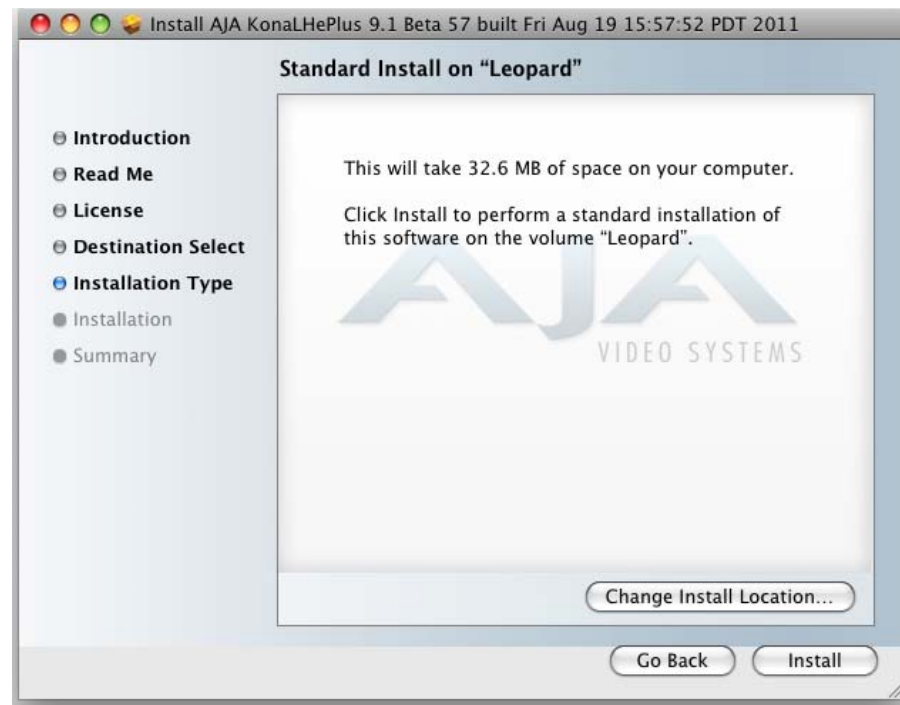 Install AJA KonaLHePlus 9.1 Beta 57 built Fri Aug 19 15:57:52 PDT 2011
Standard Install on “Leopard”
Introduction
Read Me
License
Destination Select
Installation Type
Installation
Summary
This will take 32.6 MB of space on your computer.
Click Install to perform a standard installation of
this software on the volume “Leopard”.
AJA
VIDEO SYSTEMS
Change Install Location...
Go Back
Install